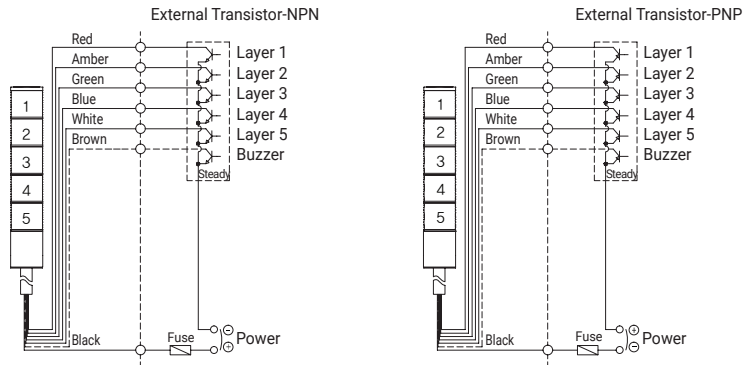 External Transistor-NPN
Red
Layer 1
Amber
Layer 2
Green
Layer 3
Blue
Layer 4
White
Layer 5
Brown
Buzzer
Steady
1
2
3
4
5
Black
Fuse
Power
External Transistor-PNP
Red
Layer 1
Amber
Layer 2
Green
Layer 3
Blue
Layer 4
White
Layer 5
Brown
Buzzer
Steady
1
2
3
4
5
Black
Fuse
Power